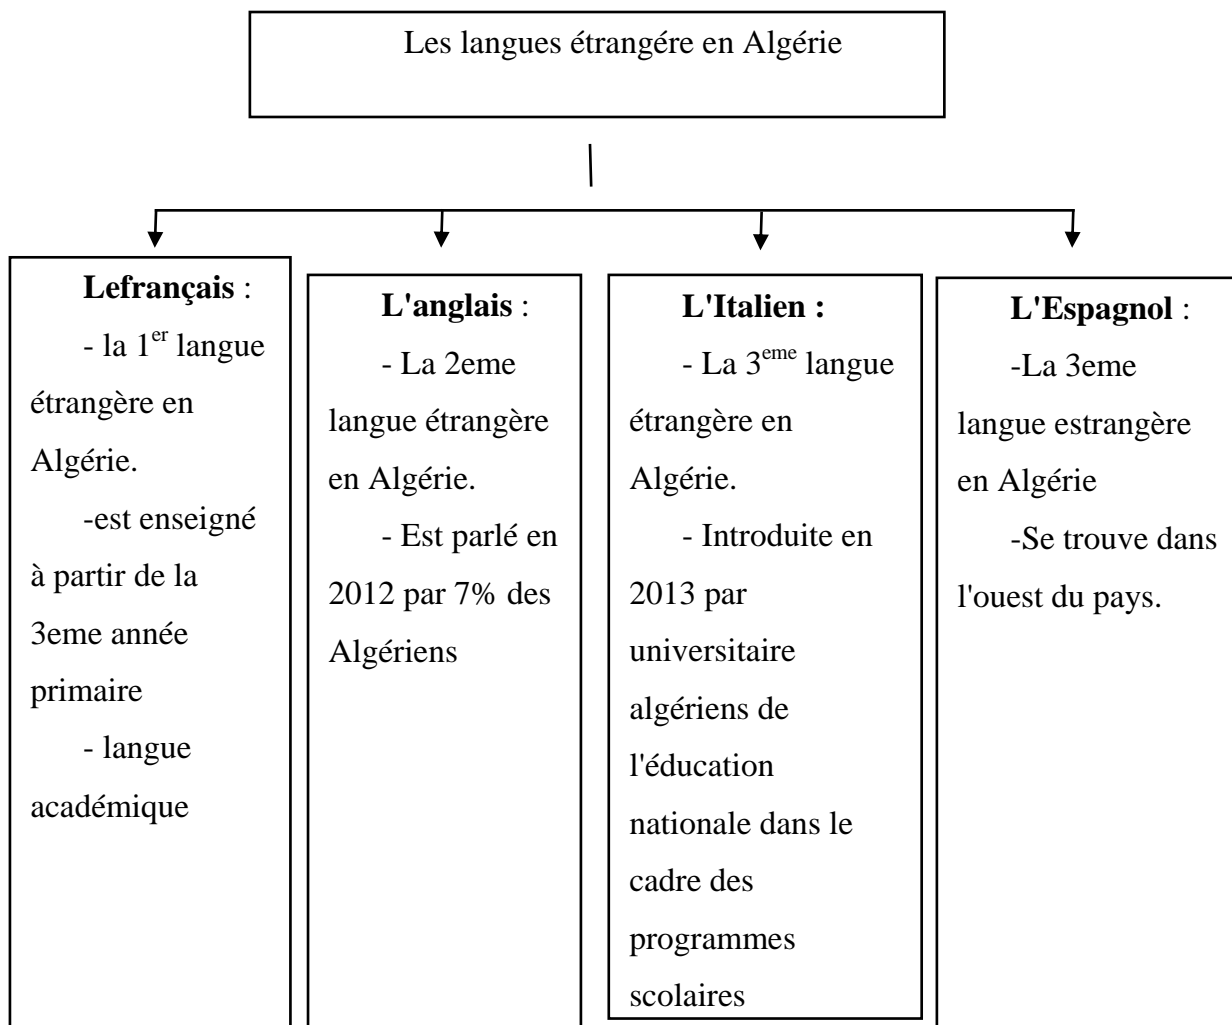 Les langues étrangére en Algérie
Lefrançais :
- la 1er langue
étrangère en
Algérie.
-est enseigné
à partir de la
3eme année
primaire
- langue
académique
L'anglais :
- La 2eme
langue étrangère
en Algérie.
- Est parlé en
2012 par 7% des
Algériens
L'Italien :
- La 3eme langue
étrangère en
Algérie.
- Introduite en
2013 par
universitaire
algériens de
l'éducation
nationale dans le
cadre des
programmes
scolaires
L'Espagnol :
-La 3eme
langue estrangère
en Algérie
-Se trouve dans
l'ouest du pays.